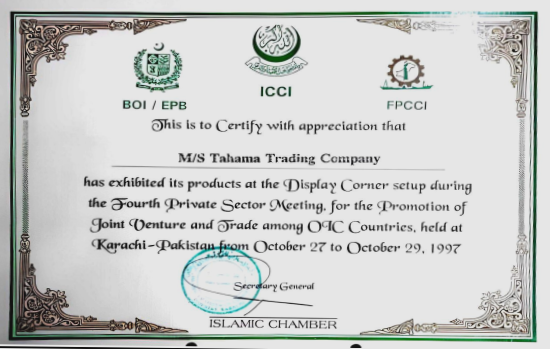 الله اكبر
ICCI
BOI / EPB
FPCCI
This is to Certify with appreciation that
M/S Tahama Trading Company
has exhibited its products at the Display Corner setup during
the Fourth Private Sector Meeting, for the Promotion of
Joint Venture and Trade among OIC Countries, held at
Karachi-Pakistan from October 27 to October 29, 1997
Secretary General
ISLAMIC CHAMBER